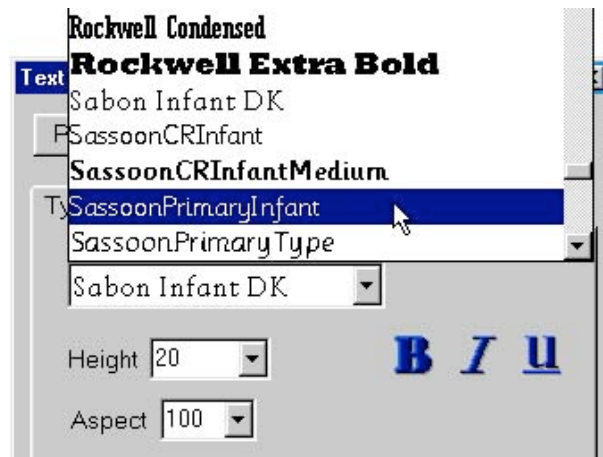 Rockwell Condensed
Text Rockwell Extra Bold
Sabon Infant DK
SassoonCRInfant
SassoonCRInfantMedium
SassoonPrimaryInfant
SassoonPrimaryType
Sabon Infant DK
Height 20 B I U
Aspect 100